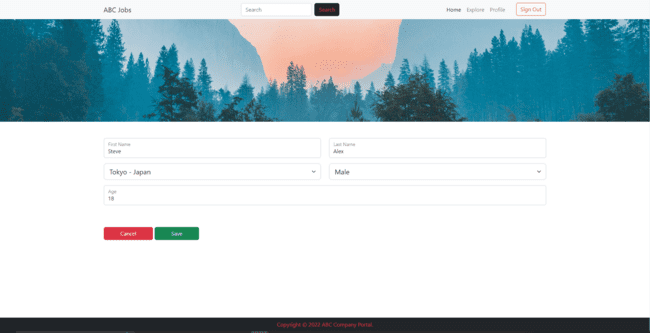 ABC Jobs
Search
Search
Home
Explore
Profile
Sign Out
First Name
Steve
Last Name
Alex
Tokyo - Japan
Male
Age
18
Cancel
Save
Copyright © 2023 ABC Company Portal.